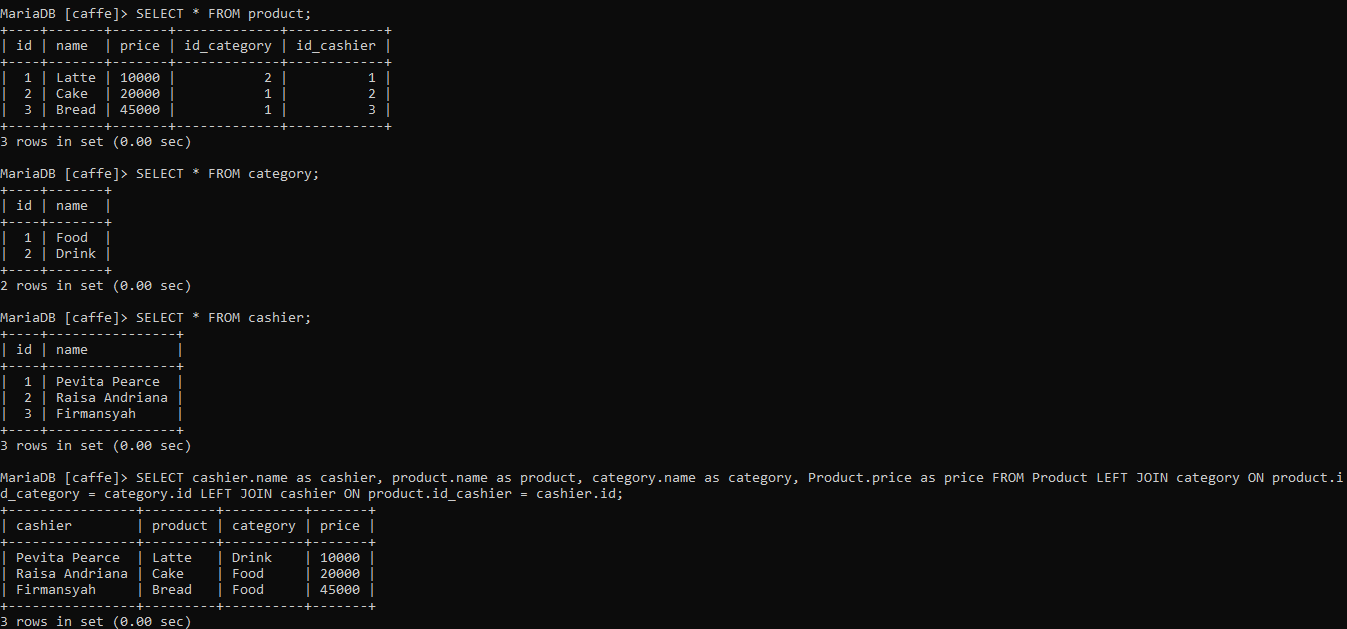 MariaDB [caffe]> SELECT * FROM product;
+----+-------+-------+-------------+------------+
| id | name  | price | id_category | id_cashier |
+----+-------+-------+-------------+------------+
|  1 | Latte | 10000 |           2 |          1 |
|  2 | Cake  | 20000 |           1 |          2 |
|  3 | Bread | 45000 |           1 |          3 |
+----+-------+-------+-------------+------------+
3 rows in set (0.00 sec)
MariaDB [caffe]> SELECT * FROM category;
+----+-------+
| id | name  |
+----+-------+
|  1 | Food  |
|  2 | Drink |
+----+-------+
2 rows in set (0.00 sec)
MariaDB [caffe]> SELECT * FROM cashier;
+----+----------------+
| id | name           |
+----+----------------+
|  1 | Pevita Pearce  |
|  2 | Raisa Andriana |
|  3 | Firmansyah     |
+----+----------------+
3 rows in set (0.00 sec)
MariaDB [caffe]> SELECT cashier.name as cashier, product.name as product, category.name as category, Product.price as price FROM Product LEFT JOIN category ON product.i
d_category = category.id LEFT JOIN cashier ON product.id_cashier = cashier.id;
+----------------+---------+----------+-------+
| cashier        | product | category | price |
+----------------+---------+----------+-------+
| Pevita Pearce  | Latte   | Drink    | 10000 |
| Raisa Andriana | Cake    | Food     | 20000 |
| Firmansyah     | Bread   | Food     | 45000 |
+----------------+---------+----------+-------+
3 rows in set (0.00 sec)